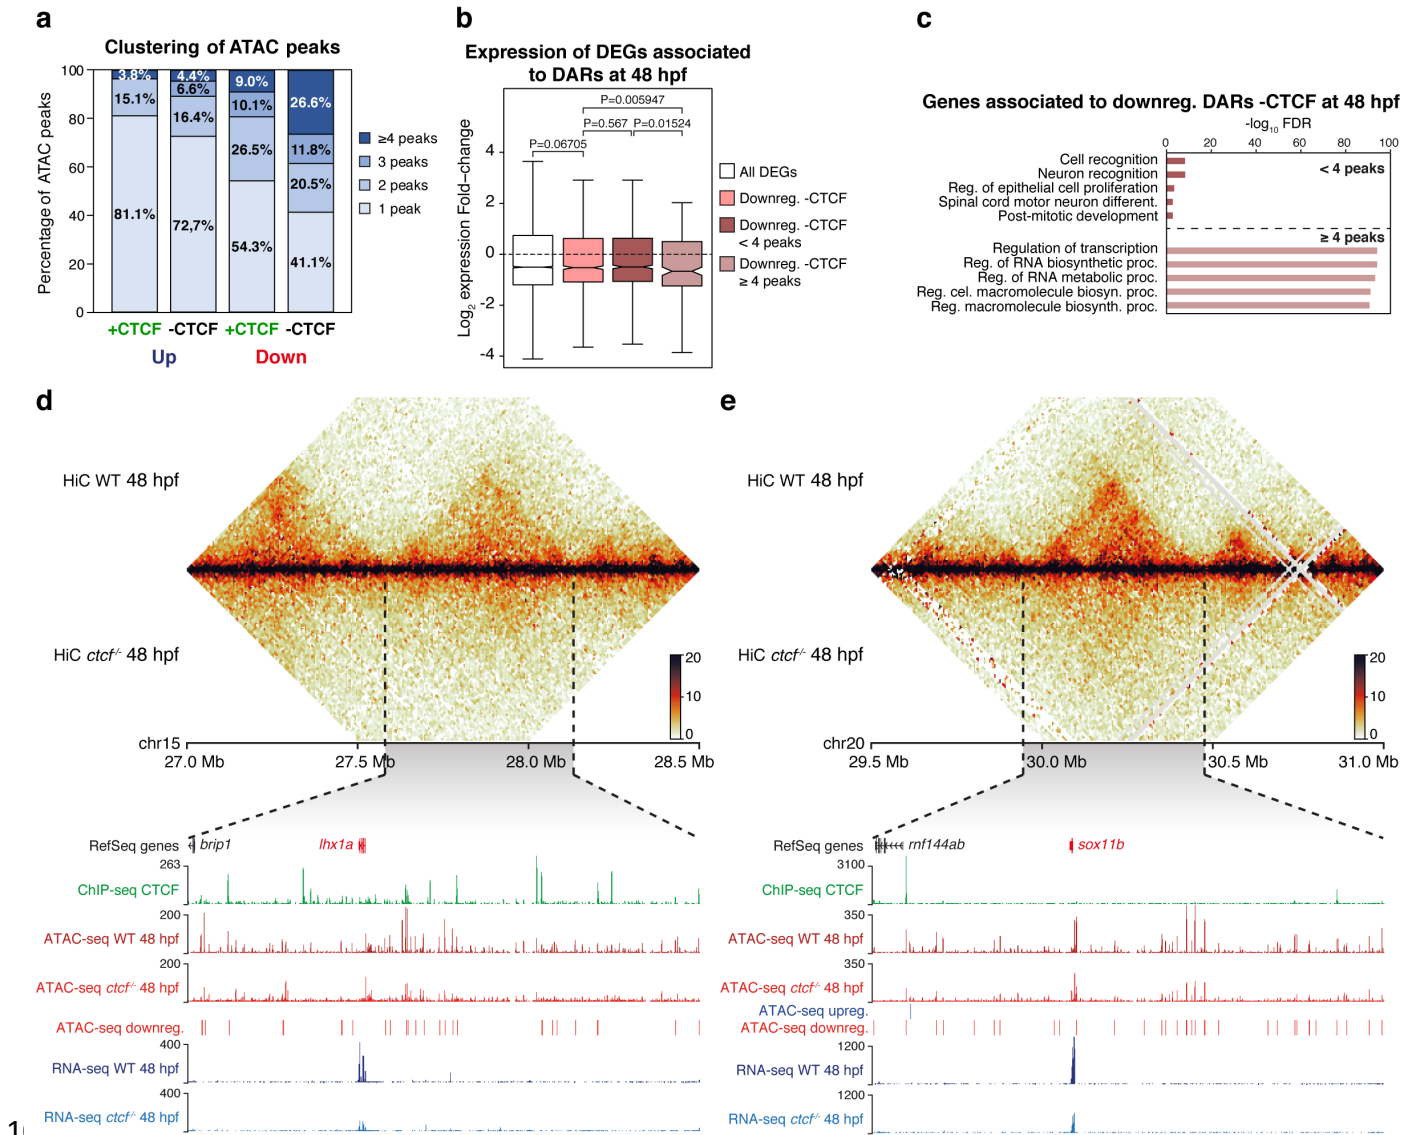 a
Clustering of ATAC peaks
Percentage of ATAC peaks
100
80
60
40
20
0
3.8%
15.1%
81.1%
4.4%
6.6%
16.4%
72,7%
9.0%
10.1%
26.5%
54.3%
26.6%
11.8%
20.5%
41.1%
≥4 peaks
3 peaks
2 peaks
1 peak
+CTCF -CTCF +CTCF -CTCF
Up Down
b
Expression of DEGs associated
to DARs at 48 hpf
Log2 expression Fold−change
4
2
0
-2
-4
P=0.005947
P=0.567
P=0.01524
P=0.06705
All DEGs
Downreg. -CTCF
Downreg. -CTCF
< 4 peaks
Downreg. -CTCF
≥ 4 peaks
c
Genes associated to downreg. DARs -CTCF at 48 hpf
-log10 FDR
0 20 40 60 80 100
Cell recognition
Neuron recognition
Reg. of epithelial cell proliferation
Spinal cord motor neuron different.
Post-mitotic development
< 4 peaks
≥ 4 peaks
Regulation of transcription
Reg. of RNA biosynthetic proc.
Reg. of RNA metabolic proc.
Reg. cel. macromolecule biosyn. proc.
Reg. macromolecule biosynth. proc.
d
HiC WT 48 hpf
HiC ctcf-/- 48 hpf
20
10
0
chr15
27.0 Mb 27.5 Mb 28.0 Mb 28.5 Mb
RefSeq genes brip1 lhx1a
263
ChIP-seq CTCF
200
ATAC-seq WT 48 hpf
200
ATAC-seq ctcf-/- 48 hpf
ATAC-seq downreg.
400
RNA-seq WT 48 hpf
400
RNA-seq ctcf-/- 48 hpf
e
HiC WT 48 hpf
HiC ctcf-/- 48 hpf
20
10
0
chr20
29.5 Mb 30.0 Mb 30.5 Mb 31.0 Mb
RefSeq genes rnf144ab sox11b
3100
ChIP-seq CTCF
350
ATAC-seq WT 48 hpf
350
ATAC-seq ctcf-/- 48 hpf
ATAC-seq upreg.
ATAC-seq downreg.
1200
RNA-seq WT 48 hpf
1200
RNA-seq ctcf-/- 48 hpf